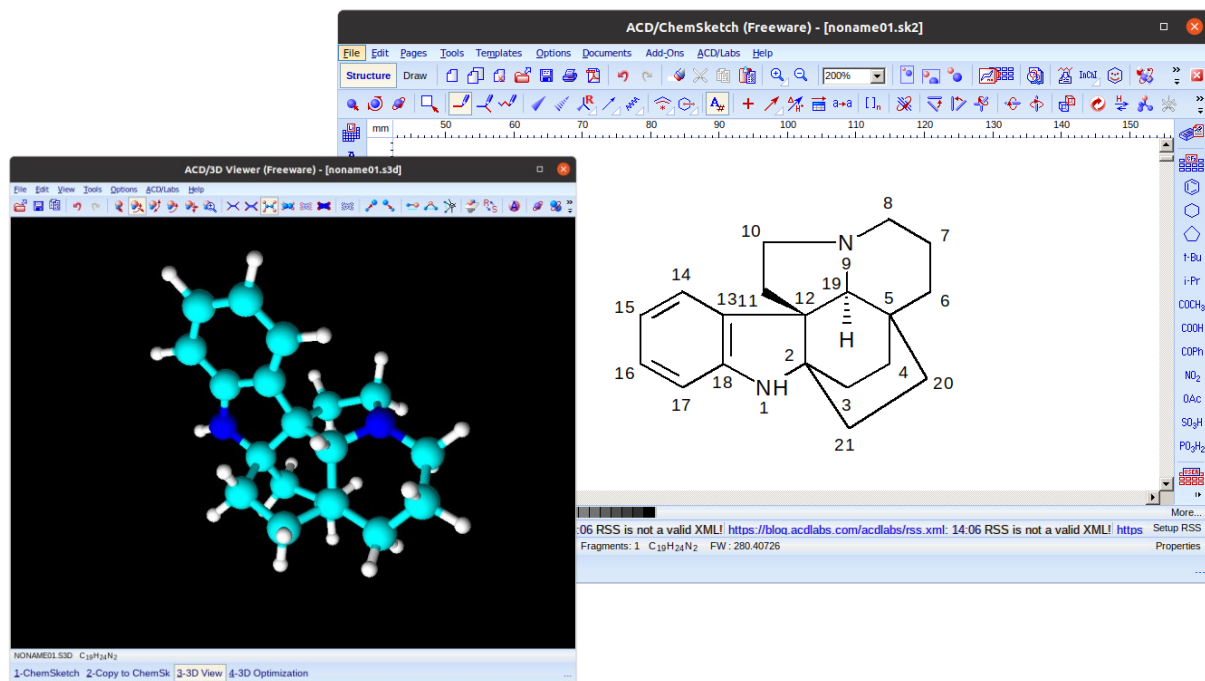 ACD/ChemSketch (Freeware) - [noname01.sk2]
File Edit Pages Tools Templates Options Documents Add-Ons ACD/Labs Help
Structure Draw 200% InChI
R A# Δ/H+ a→a [ ]n H
mm 50 60 70 80 90 100 110 120 130 140 150
ACD/3D Viewer (Freeware) - [noname01.s3d]
File Edit View Tools Options ACD/Labs Help
8
10 N 7
9
14 19
15 13 11 12 5 6
H
2
16 18 4 20
NH
17 1 3
21
t-Bu
i-Pr
COCH3
COOH
COPh
NO2
OAc
SO3H
PO3H2
More...
:06 RSS is not a valid XML! https://blog.acdlabs.com/acdlabs/rss.xml: 14:06 RSS is not a valid XML! https Setup RSS
Fragments: 1 C19H24N2 FW : 280.40726 Properties
...
NONAME01.S3D C19H24N2
1-ChemSketch 2-Copy to ChemSk 3-3D View 4-3D Optimization ...